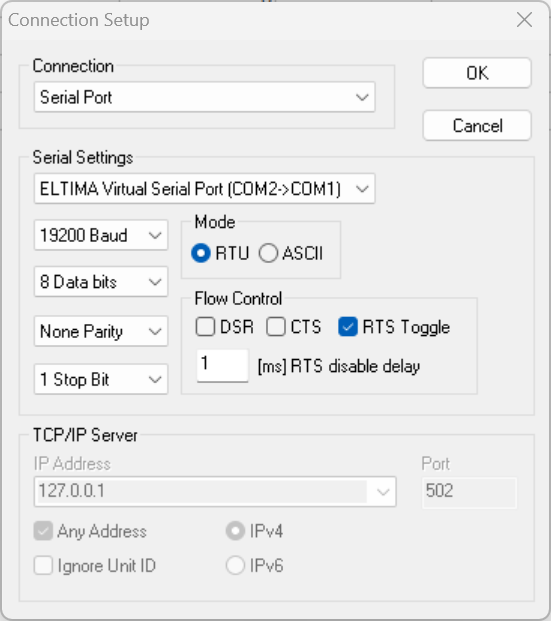 Connection Setup
Connection
Serial Port
OK
Cancel
Serial Settings
ELTIMA Virtual Serial Port (COM2->COM1)
19200 Baud
Mode
RTU ASCII
8 Data bits
Flow Control
DSR CTS RTS Toggle
None Parity
1 [ms] RTS disable delay
1 Stop Bit
TCP/IP Server
IP Address Port
127.0.0.1 502
Any Address IPv4
Ignore Unit ID IPv6